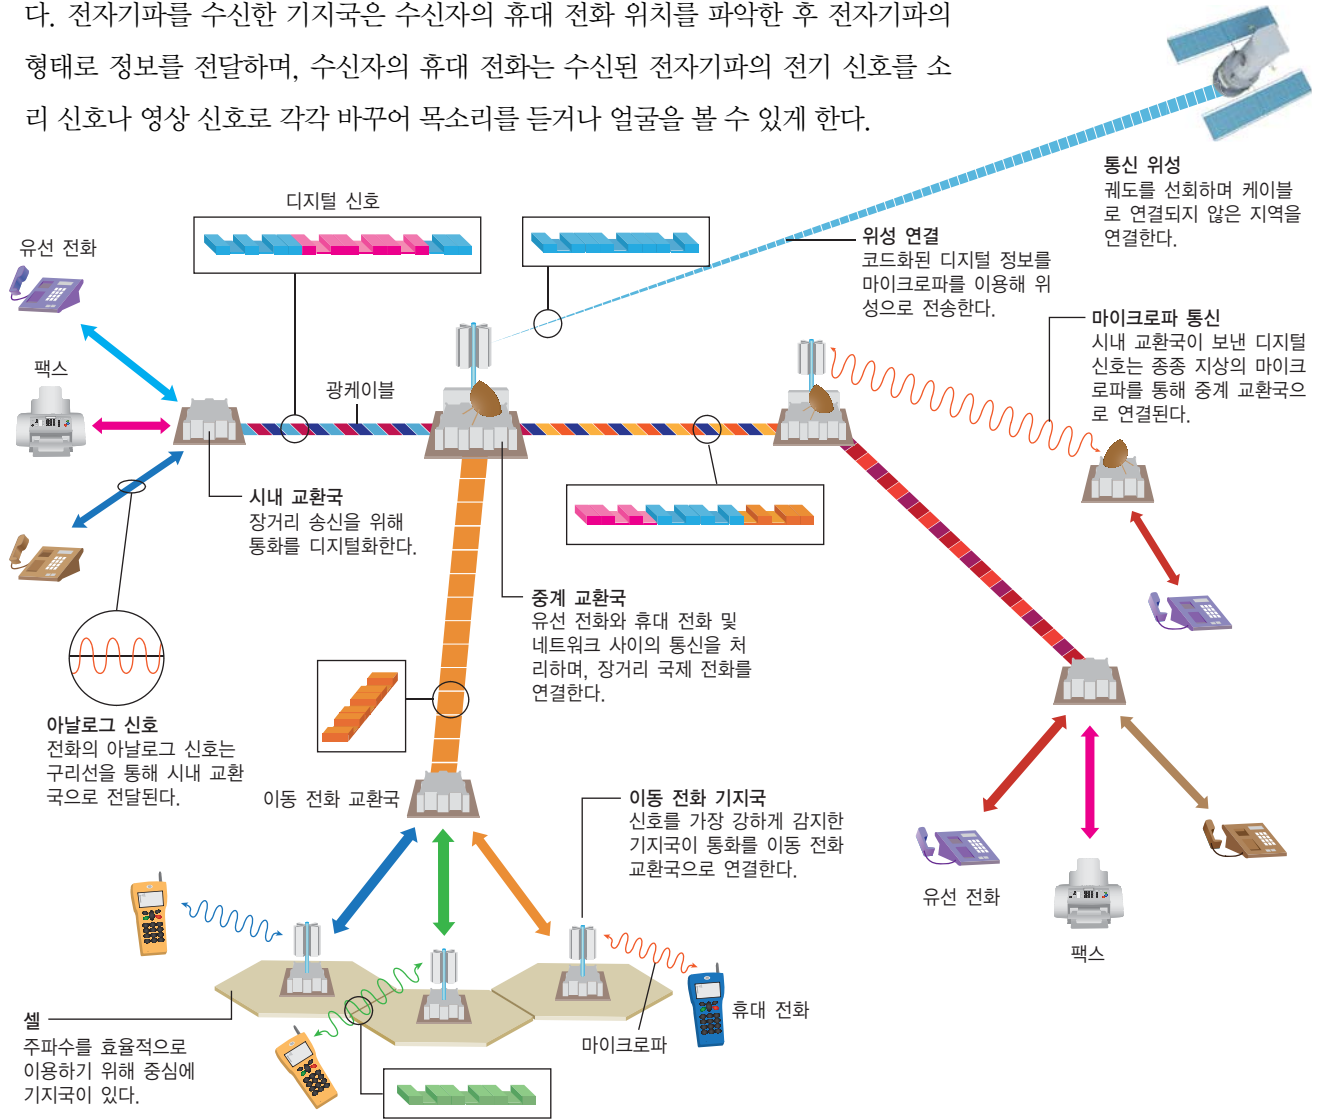 다. 전자기파를 수신한 기지국은 수신자의 휴대 전화 위치를 파악한 후 전자기파의
형태로 정보를 전달하며, 수신자의 휴대 전화는 수신된 전자기파의 전기 신호를 소
리 신호나 영상 신호로 각각 바꾸어 목소리를 듣거나 얼굴을 볼 수 있게 한다.
통신 위성
궤도를 선회하며 케이블
로 연결되지 않은 지역을
연결한다.
디지털 신호
유선 전화
위성 연결
코드화된 디지털 정보를
마이크로파를 이용해 위
성으로 전송한다.
마이크로파 통신
시내 교환국이 보낸 디지털
신호는 종종 지상의 마이크
로파를 통해 중계 교환국으
로 연결된다.
팩스
광케이블
시내 교환국
장거리 송신을 위해
통화를 디지털화한다.
중계 교환국
유선 전화와 휴대 전화 및
네트워크 사이의 통신을 처
리하며, 장거리 국제 전화를
연결한다.
아날로그 신호
전화의 아날로그 신호는
구리선을 통해 시내 교환
국으로 전달된다.
이동 전화 교환국
이동 전화 기지국
신호를 가장 강하게 감지한
기지국이 통화를 이동 전화
교환국으로 연결한다.
유선 전화
팩스
휴대 전화
마이크로파
셀
주파수를 효율적으로
이용하기 위해 중심에
기지국이 있다.